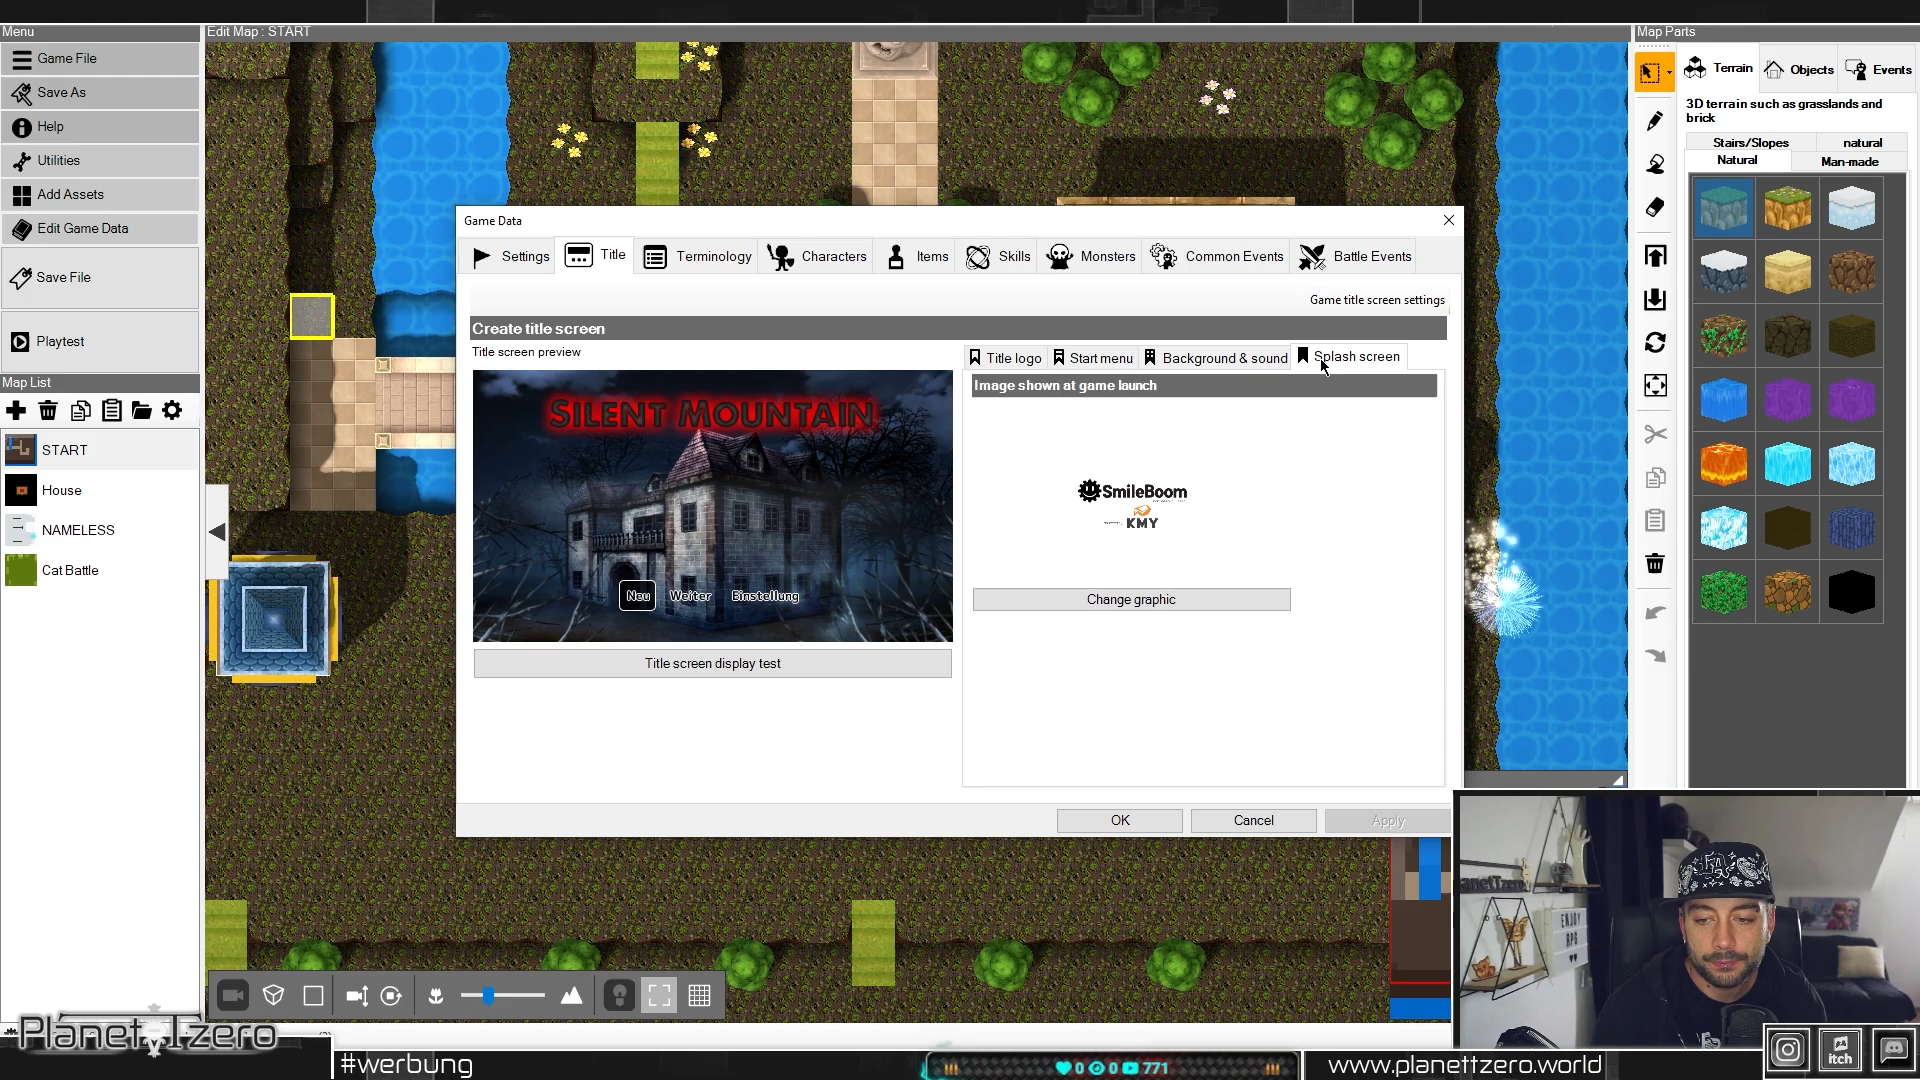 Menu
Game File
Save As
Help
Utilities
Add Assets
Edit Game Data
Save File
Playtest
Map List
START
House
NAMELESS
Cat Battle
Edit Map : START
Game Data
Settings
Title
Terminology
Characters
Items
Skills
Monsters
Common Events
Battle Events
Game title screen settings
Create title screen
Title screen preview
SILENT MOUNTAIN
Neu
Weiter
Einstellung
Title screen display test
Title logo
Start menu
Background & sound
Splash screen
Image shown at game launch
SmileBoom
KMY
Change graphic
OK
Cancel
Apply
Map Parts
Terrain
Objects
Events
3D terrain such as grasslands and
brick
Stairs/Slopes
natural
Natural
Man-made
ENJOY
RPG
PlanetTzero
#werbung
0
0
771
www.planettzero.world
itch